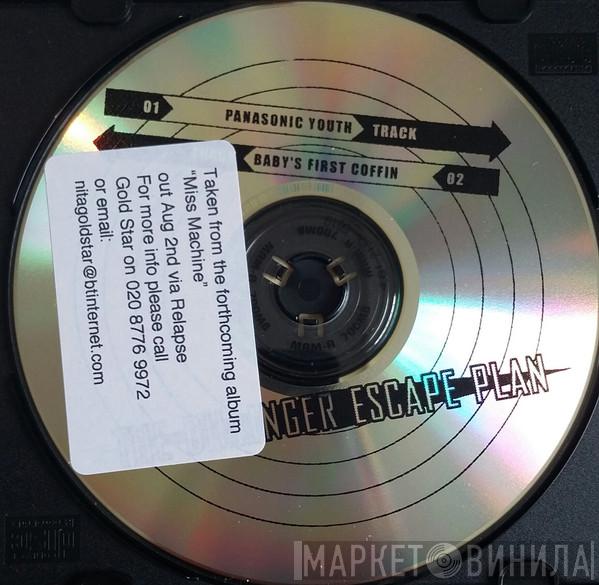 01 PANASONIC YOUTH TRACK
BABY'S FIRST COFFIN 02
Taken from the forthcoming album
"Miss Machine"
out Aug 2nd via Relapse
For more info please call
Gold Star on 020 8776 9972
or email:
nitagoldstar@btinternet.com
NGER ESCAPE PLAN
МАРКЕТ ВИНИЛА